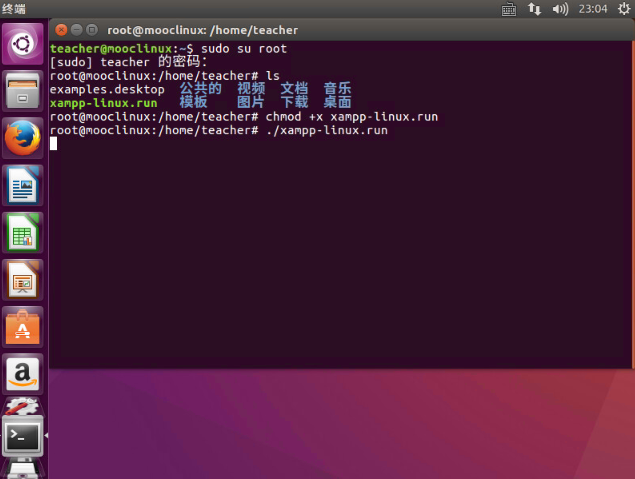 终端
23:04
root@mooclinux: /home/teacher
teacher@mooclinux:~$ sudo su root
[sudo] teacher 的密码：
root@mooclinux:/home/teacher# ls
examples.desktop 公共的 视频 文档 音乐
xampp-linux.run 模板 图片 下载 桌面
root@mooclinux:/home/teacher# chmod +x xampp-linux.run
root@mooclinux:/home/teacher# ./xampp-linux.run